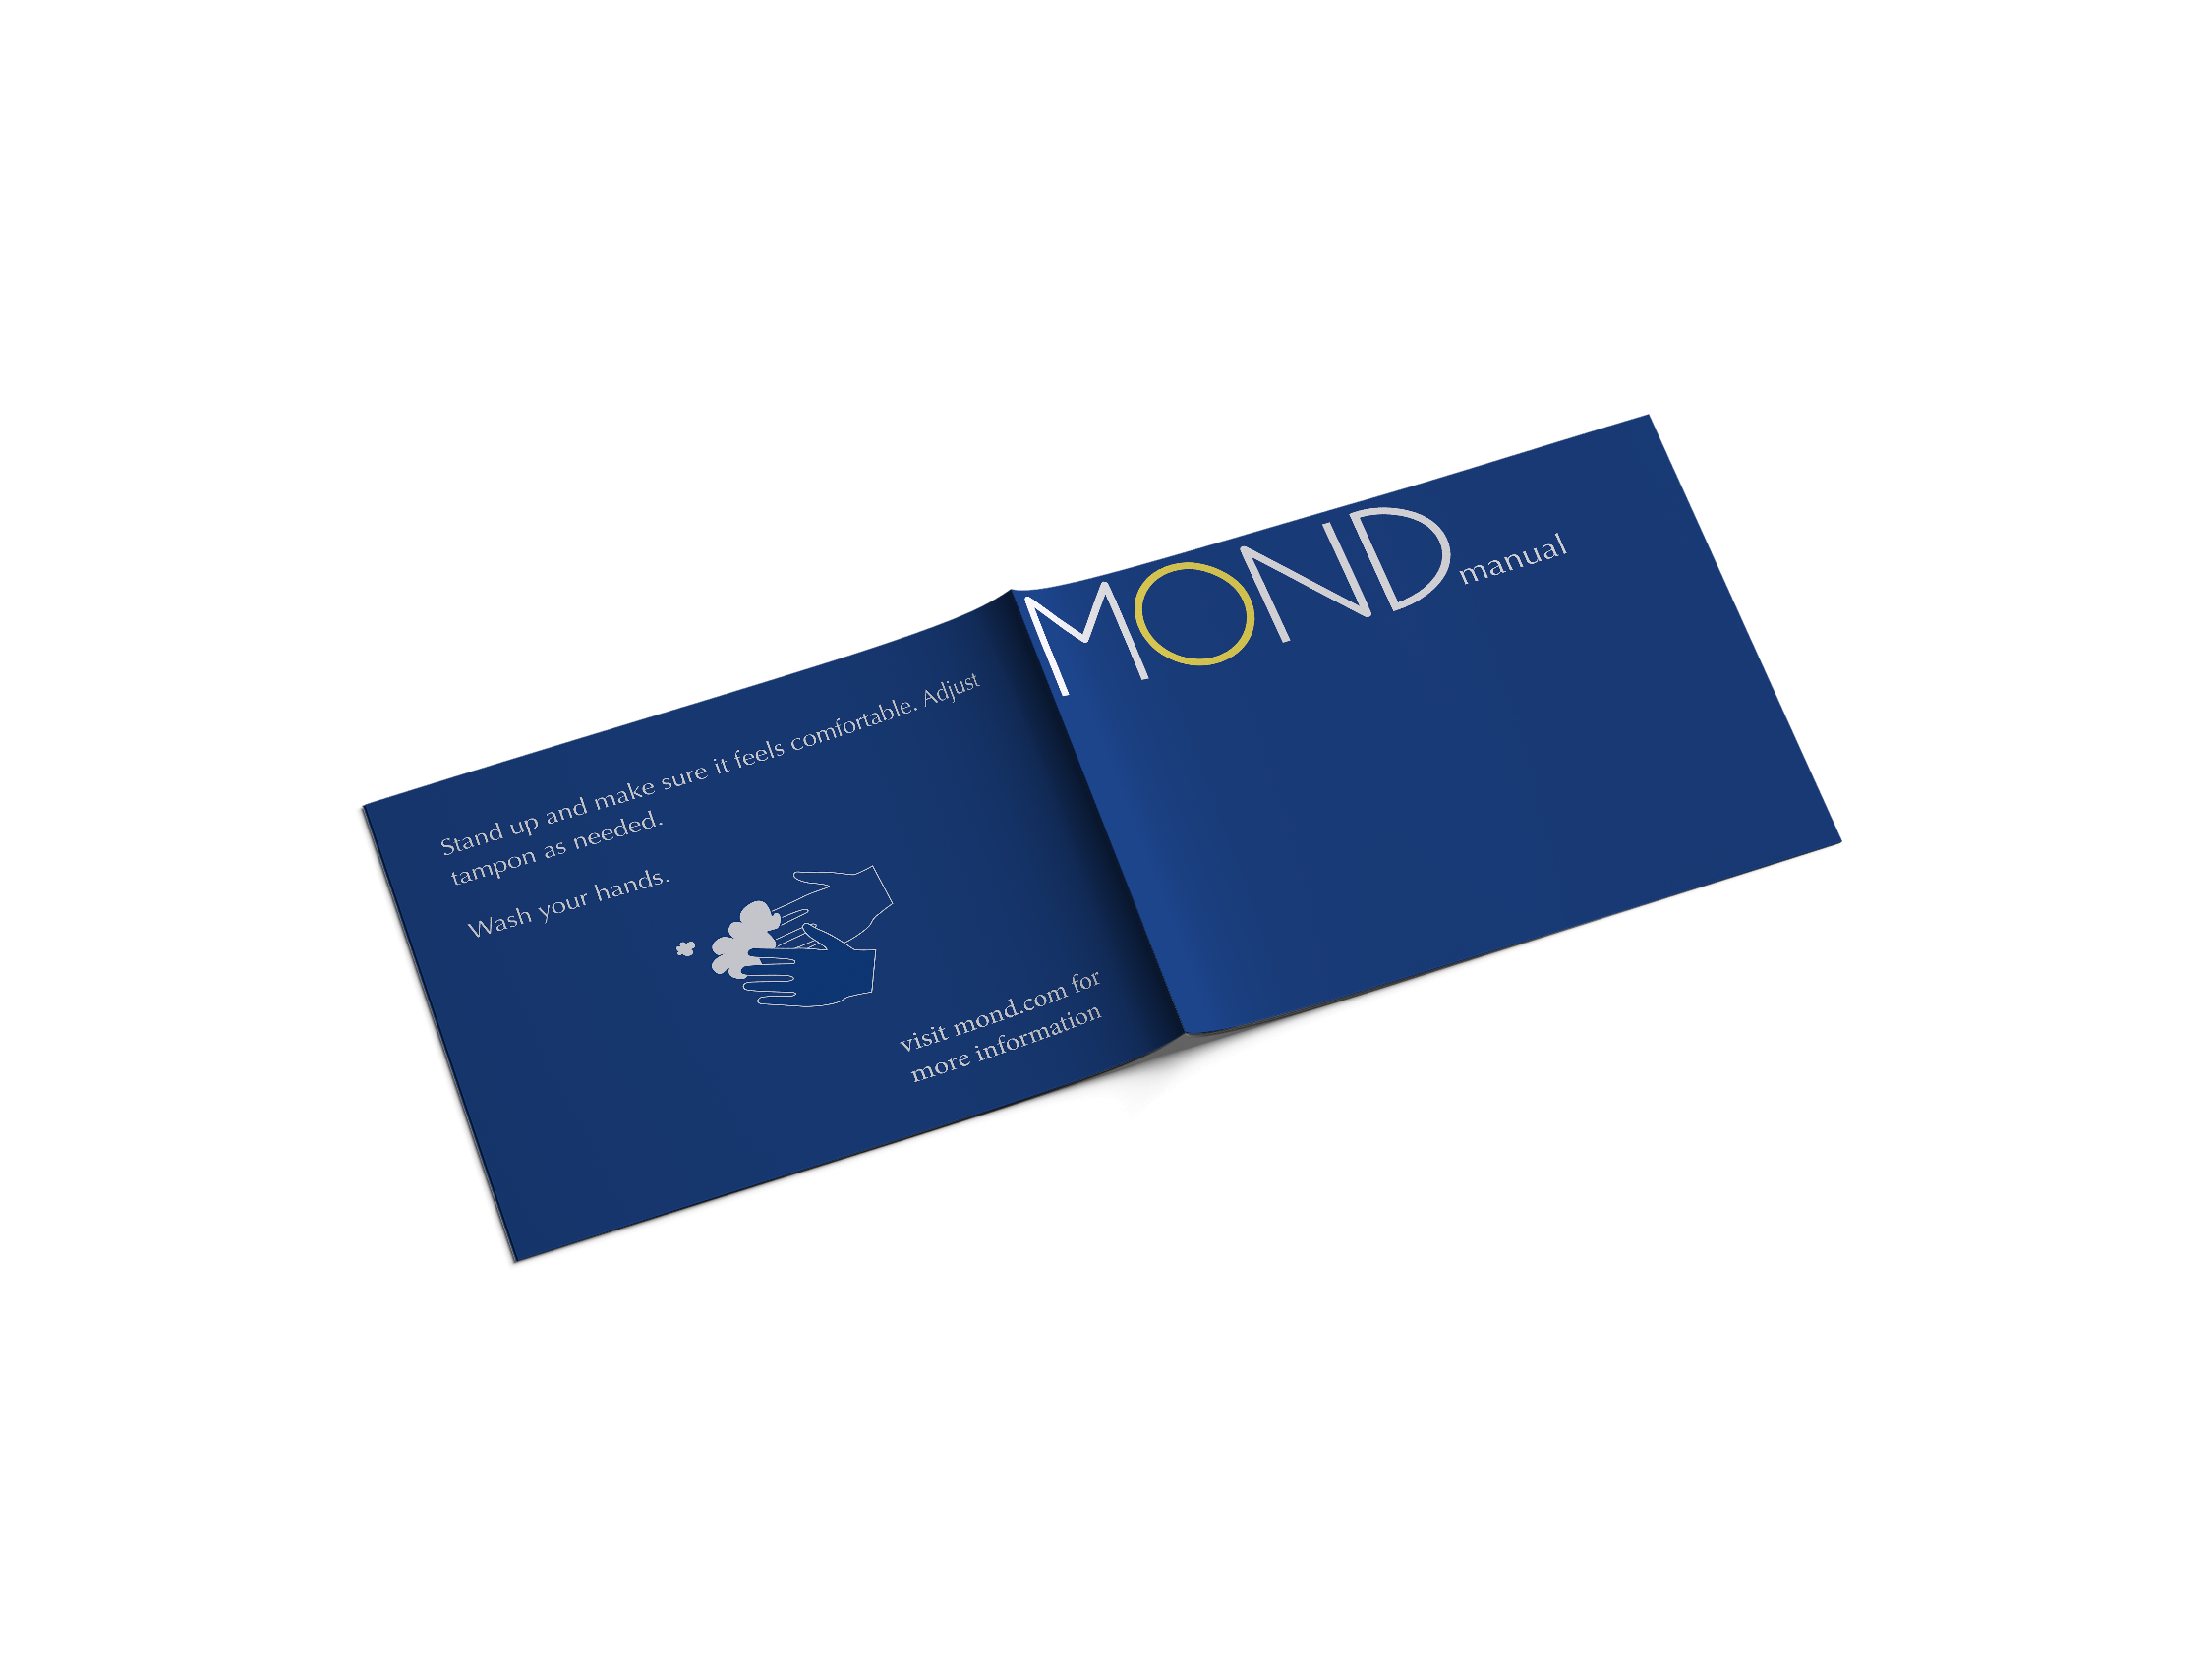 Stand up and make sure it feels comfortable. Adjust
tampon as needed.
Wash your hands.
visit mond.com for
more information
MOND manual